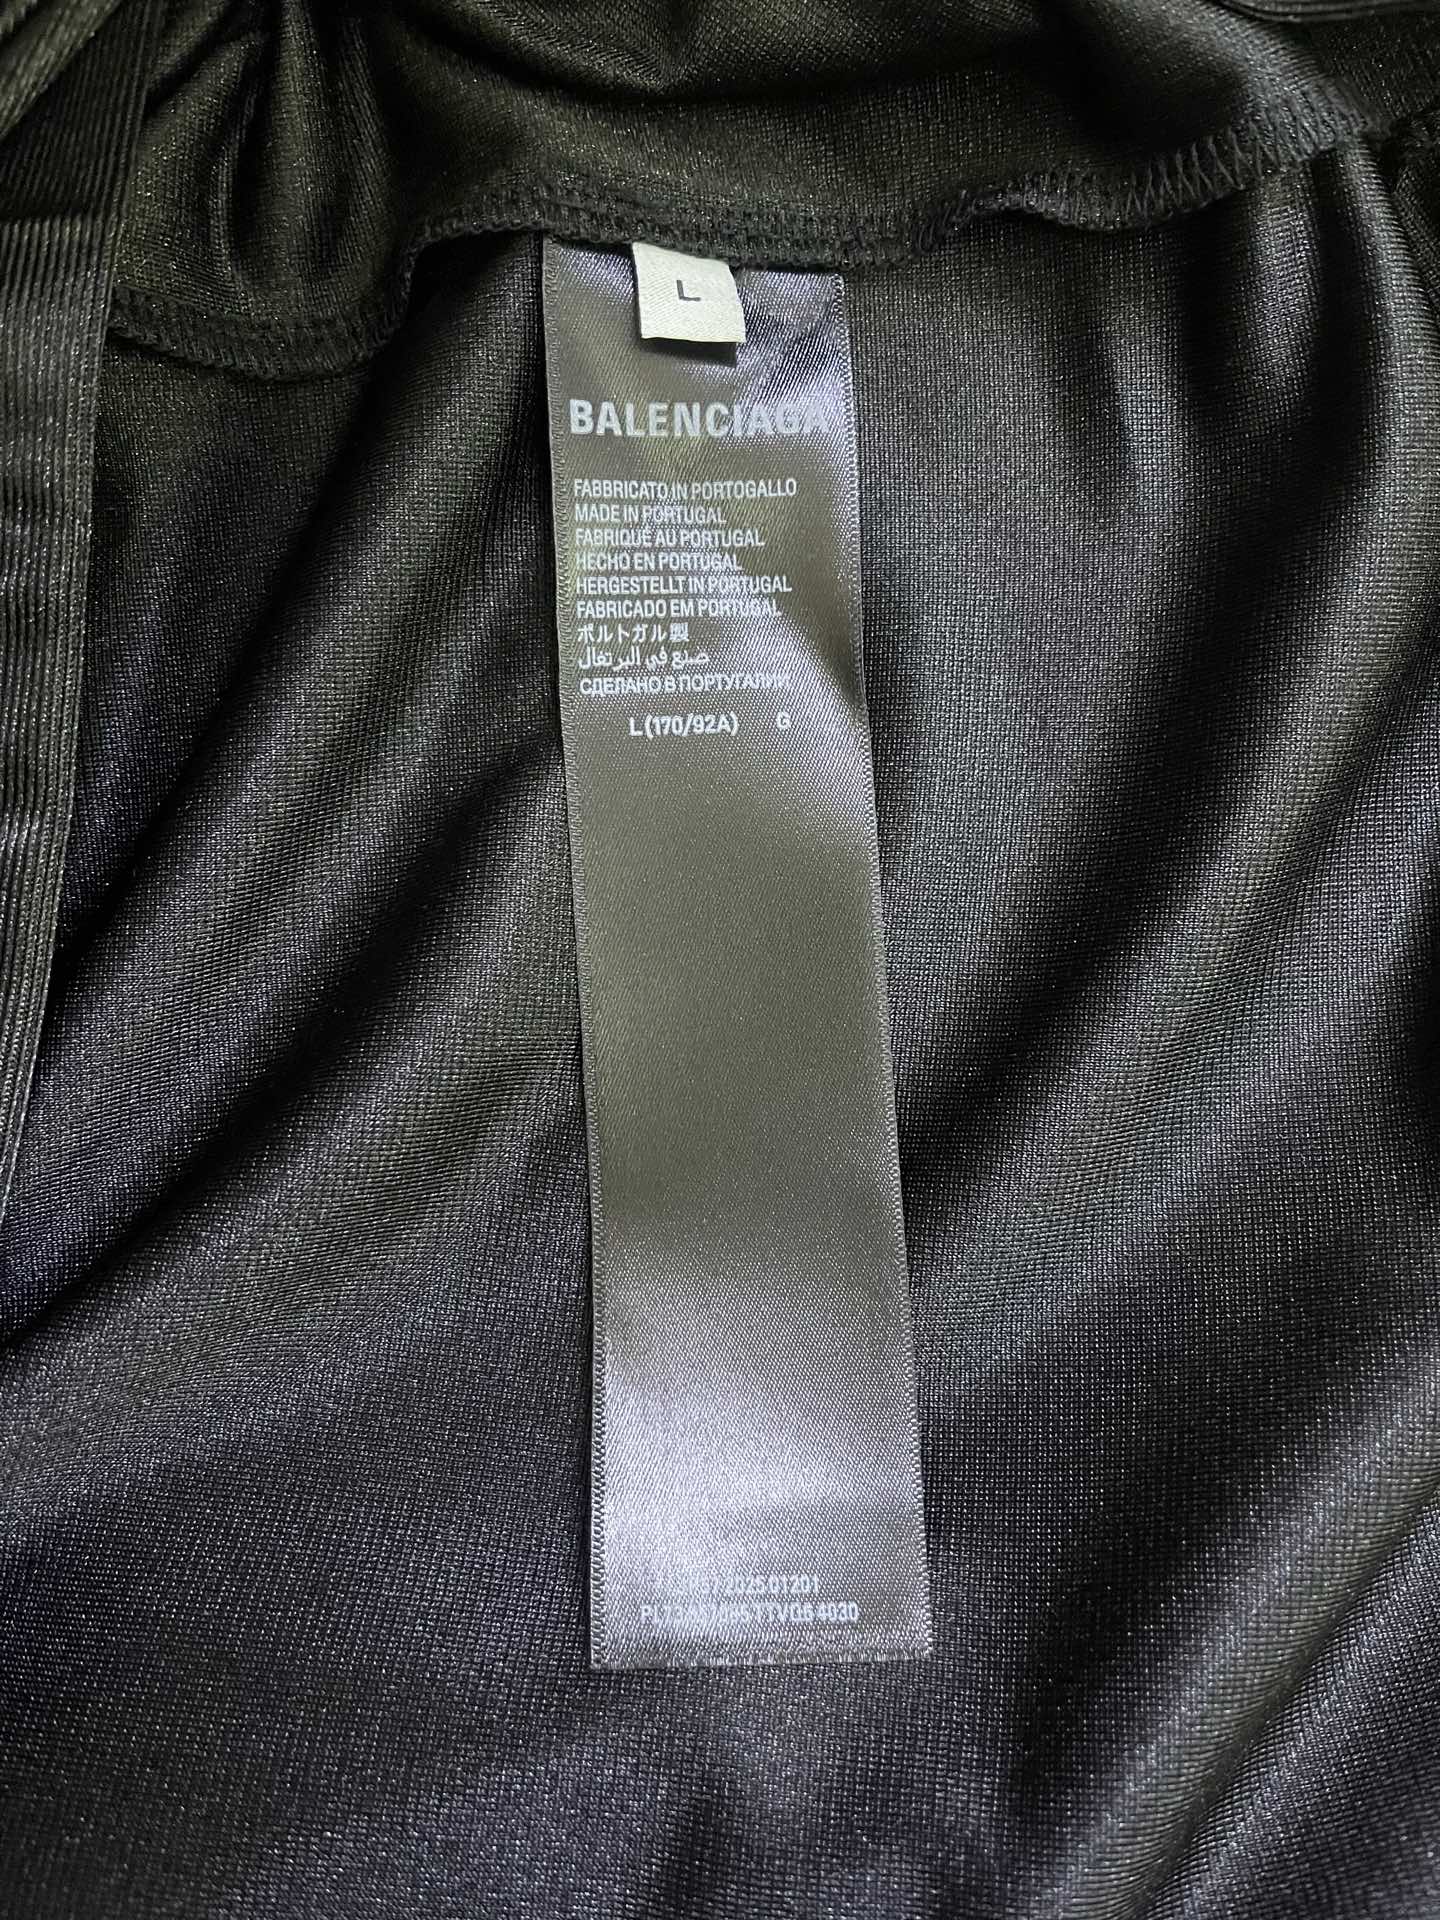 L
BALENCIAGA
FABBRICATO IN PORTOGALLO
MADE IN PORTUGAL
FABRIQUÉ AU PORTUGAL
HECHO EN PORTUGAL
HERGESTELLT IN PORTUGAL
FABRICADO EM PORTUGAL
ポルトガル製
صنع في البرتغال
СДЕЛАНО В ПОРТУГАЛИИ
L (170/92A) G